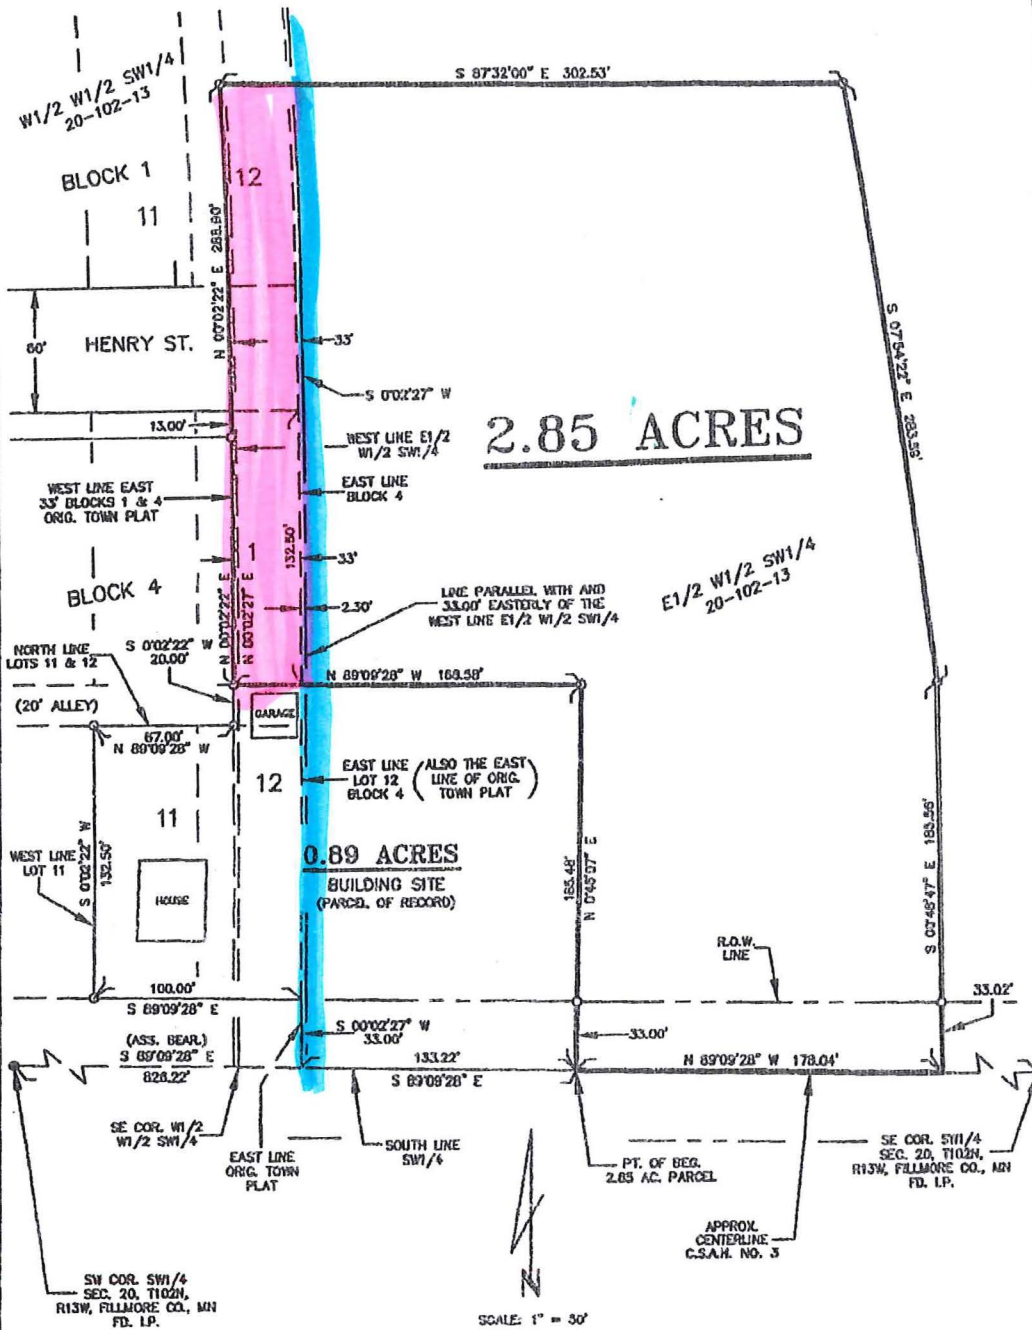 S 87'32'00" E 302.53'
W1/2 W1/2 SW1/4
20-102-13
BLOCK 1
11
12
N 00'02'22" E 288.90'
80'
HENRY ST.
33'
S 0'02'27" W
S 07'54'22" E 283.58'
2.85 ACRES
13.00'
WEST LINE E1/2
W1/2 SW1/4
WEST LINE EAST
33' BLOCKS 1 & 4
ORIG. TOWN PLAT
EAST LINE
BLOCK 4
132.50'
1
33'
BLOCK 4
N 00'02'22" E
N 00'02'27" E
2.30'
LINE PARALLEL WITH AND
33.00' EASTERLY OF THE
WEST LINE E1/2 W1/2 SW1/4
E1/2 W1/2 SW1/4
20-102-13
NORTH LINE
LOTS 11 & 12
S 0'02'22" W
20.00'
N 89'09'28" W 168.58'
(20' ALLEY)
GARAGE
67.00'
N 89'09'28" W
12
EAST LINE
LOT 12
BLOCK 4
(ALSO THE EAST
LINE OF ORIG.
TOWN PLAT)
11
WEST LINE
LOT 11
S 0'02'22" W
132.50'
HOUSE
0.89 ACRES
BUILDING SITE
(PARCEL OF RECORD)
165.48'
N 0'45'07" E
S 00'48'47" E 185.56'
R.O.W.
LINE
33.02'
100.00'
S 89'09'28" E
S 00'02'27" W
33.00'
33.00'
(ASS. BEAR.)
S 89'09'28" E
826.22'
133.22'
S 89'09'28" E
N 89'09'28" W 178.04'
SE COR. W1/2
W1/2 SW1/4
EAST LINE
ORIG. TOWN
PLAT
SOUTH LINE
SW1/4
PT. OF BEG.
2.85 AC. PARCEL
SE COR. SW1/4
SEC. 20, T102N,
R13W, FILLMORE CO., MN
FD. I.P.
APPROX.
CENTERLINE
C.S.A.H. NO. 3
SW COR. SW1/4
SEC. 20, T102N,
R13W, FILLMORE CO., MN
FD. I.P.
N
SCALE: 1" = 50'